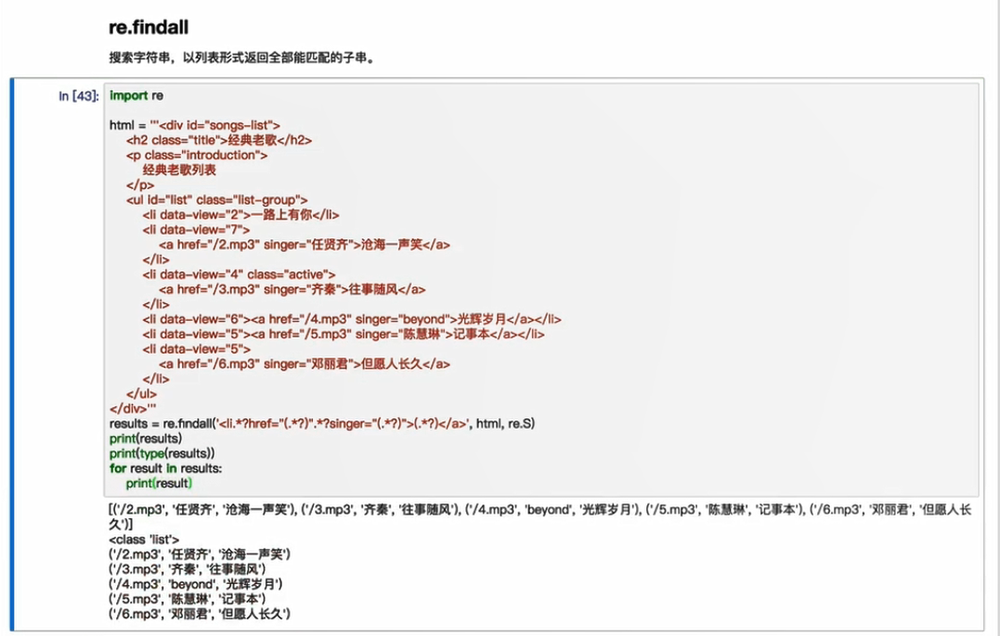 re.findall
搜索字符串，以列表形式返回全部能匹配的子串。
In [43]: import re
html = '''<div id="songs-list">
<h2 class="title">经典老歌</h2>
<p class="introduction">
经典老歌列表
</p>
<ul id="list" class="list-group">
<li data-view="2">一路上有你</li>
<li data-view="7">
<a href="/2.mp3" singer="任贤齐">沧海一声笑</a>
</li>
<li data-view="4" class="active">
<a href="/3.mp3" singer="齐秦">往事随风</a>
</li>
<li data-view="6"><a href="/4.mp3" singer="beyond">光辉岁月</a></li>
<li data-view="5"><a href="/5.mp3" singer="陈慧琳">记事本</a></li>
<li data-view="5">
<a href="/6.mp3" singer="邓丽君">但愿人长久</a>
</li>
</ul>
</div>'''
results = re.findall('<li.*?href="(.*?)".*?singer="(.*?)">(.*?)</a>', html, re.S)
print(results)
print(type(results))
for result in results:
print(result)
[('/2.mp3', '任贤齐', '沧海一声笑'), ('/3.mp3', '齐秦', '往事随风'), ('/4.mp3', 'beyond', '光辉岁月'), ('/5.mp3', '陈慧琳', '记事本'), ('/6.mp3', '邓丽君', '但愿人长
久')]
<class 'list'>
('/2.mp3', '任贤齐', '沧海一声笑')
('/3.mp3', '齐秦', '往事随风')
('/4.mp3', 'beyond', '光辉岁月')
('/5.mp3', '陈慧琳', '记事本')
('/6.mp3', '邓丽君', '但愿人长久')